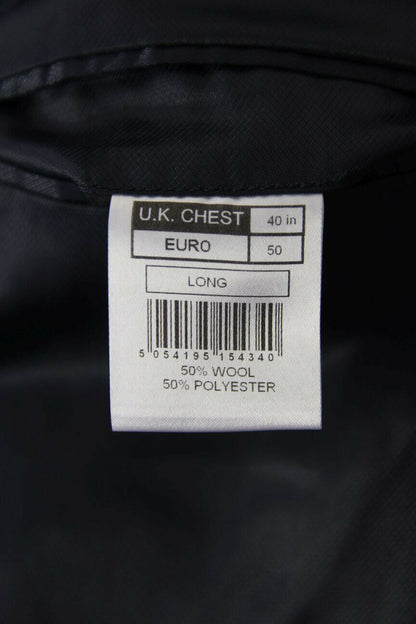 U.K. CHEST 40 in
EURO 50
LONG
5 054195 154340
50% WOOL
50% POLYESTER